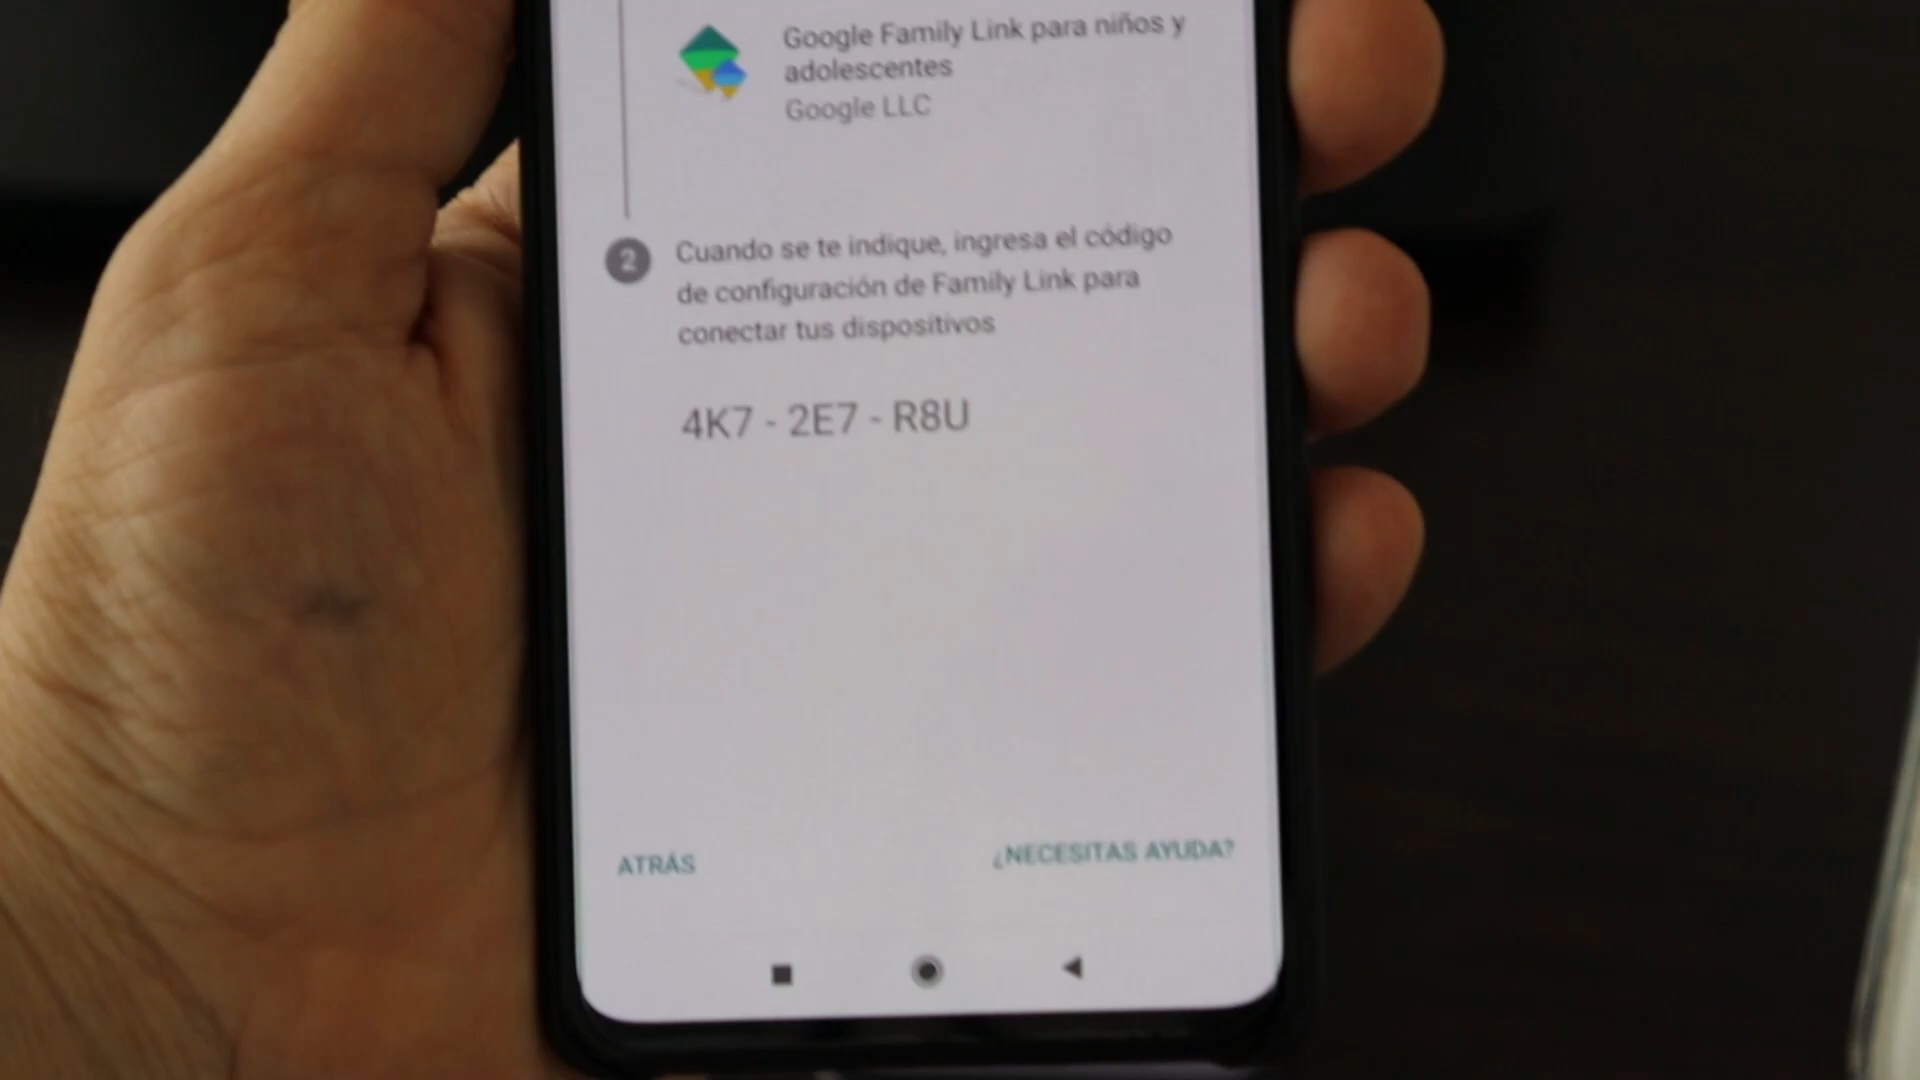 Google Family Link para niños y
adolescentes
Google LLC
2
Cuando se te indique, ingresa el código
de configuración de Family Link para
conectar tus dispositivos
4K7 - 2E7 - R8U
ATRÁS
¿NECESITAS AYUDA?